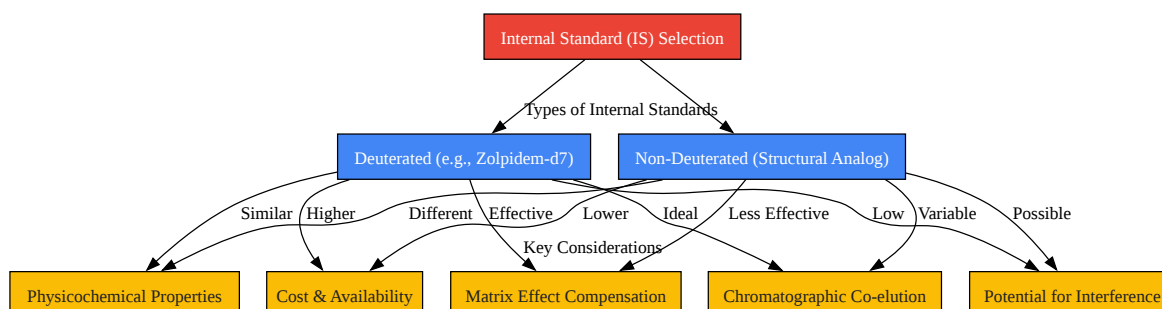 Internal Standard (IS) Selection
Types of Internal Standards
Deuterated (e.g., Zolpidem-d7)
Non-Deuterated (Structural Analog)
Similar
Higher
Different
Effective
Lower
Ideal
Less Effective
Low
Variable
Possible
Key Considerations
Physicochemical Properties
Cost & Availability
Matrix Effect Compensation
Chromatographic Co-elution
Potential for Interference